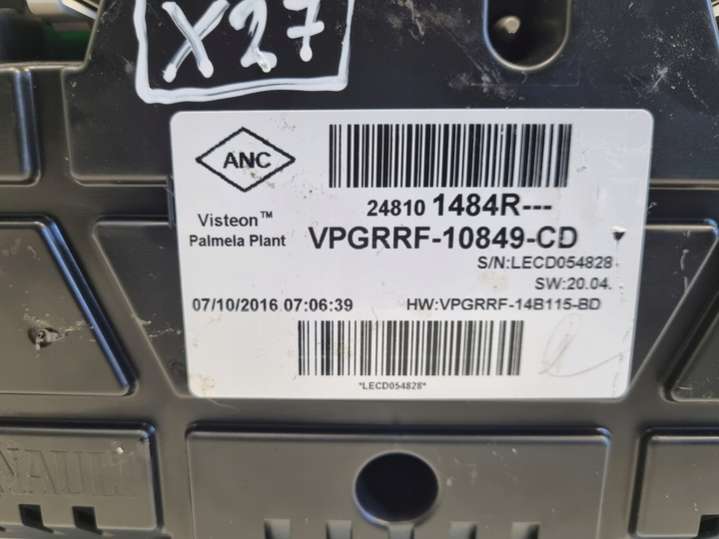 X27
ANC
24810 1484R---
Visteon™
Palmela Plant
VPGRRF-10849-CD
S/N:LECD054828
SW:20.04.
07/10/2016 07:06:39
HW:VPGRRF-14B115-BD
*LECD054828*